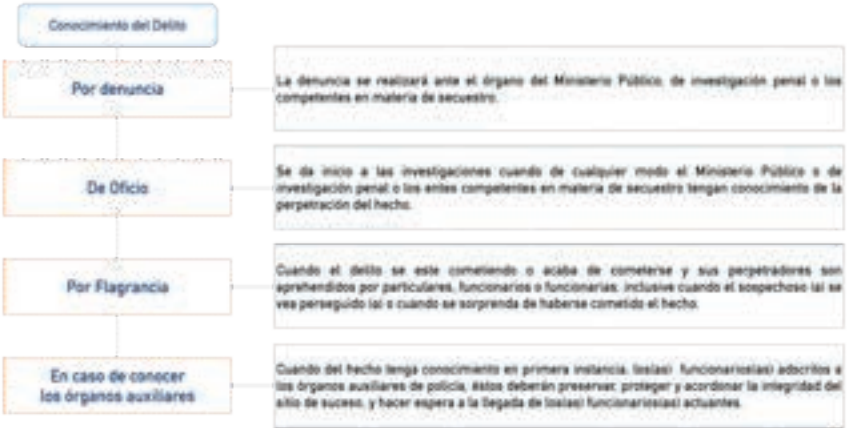 Conocimiento del Delito
Por denuncia
La denuncia se realizará ante el órgano del Ministerio Público, de investigación penal o los
competentes en materia de secuestro.
De Oficio
Se da inicio a las investigaciones cuando de cualquier modo el Ministerio Público o de
investigación penal o los entes competentes en materia de secuestro tengan conocimiento de la
perpetración del hecho.
Por Flagrancia
Cuando el delito se este cometiendo o acaba de cometerse y sus perpetradores son
aprehendidos por particulares, funcionarios o funcionarias; inclusive cuando el sospechoso (a) se
vea perseguido (a) o cuando se sorprenda de haberse cometido el hecho.
En caso de conocer
los órganos auxiliares
Cuando del hecho tenga conocimiento en primera instancia, los(as) funcionarios(as) adscritos a
los órganos auxiliares de policía, éstos deberán preservar, proteger y acordonar la integridad del
sitio de suceso, y hacer espera a la llegada de los(as) funcionarios(as) actuantes.